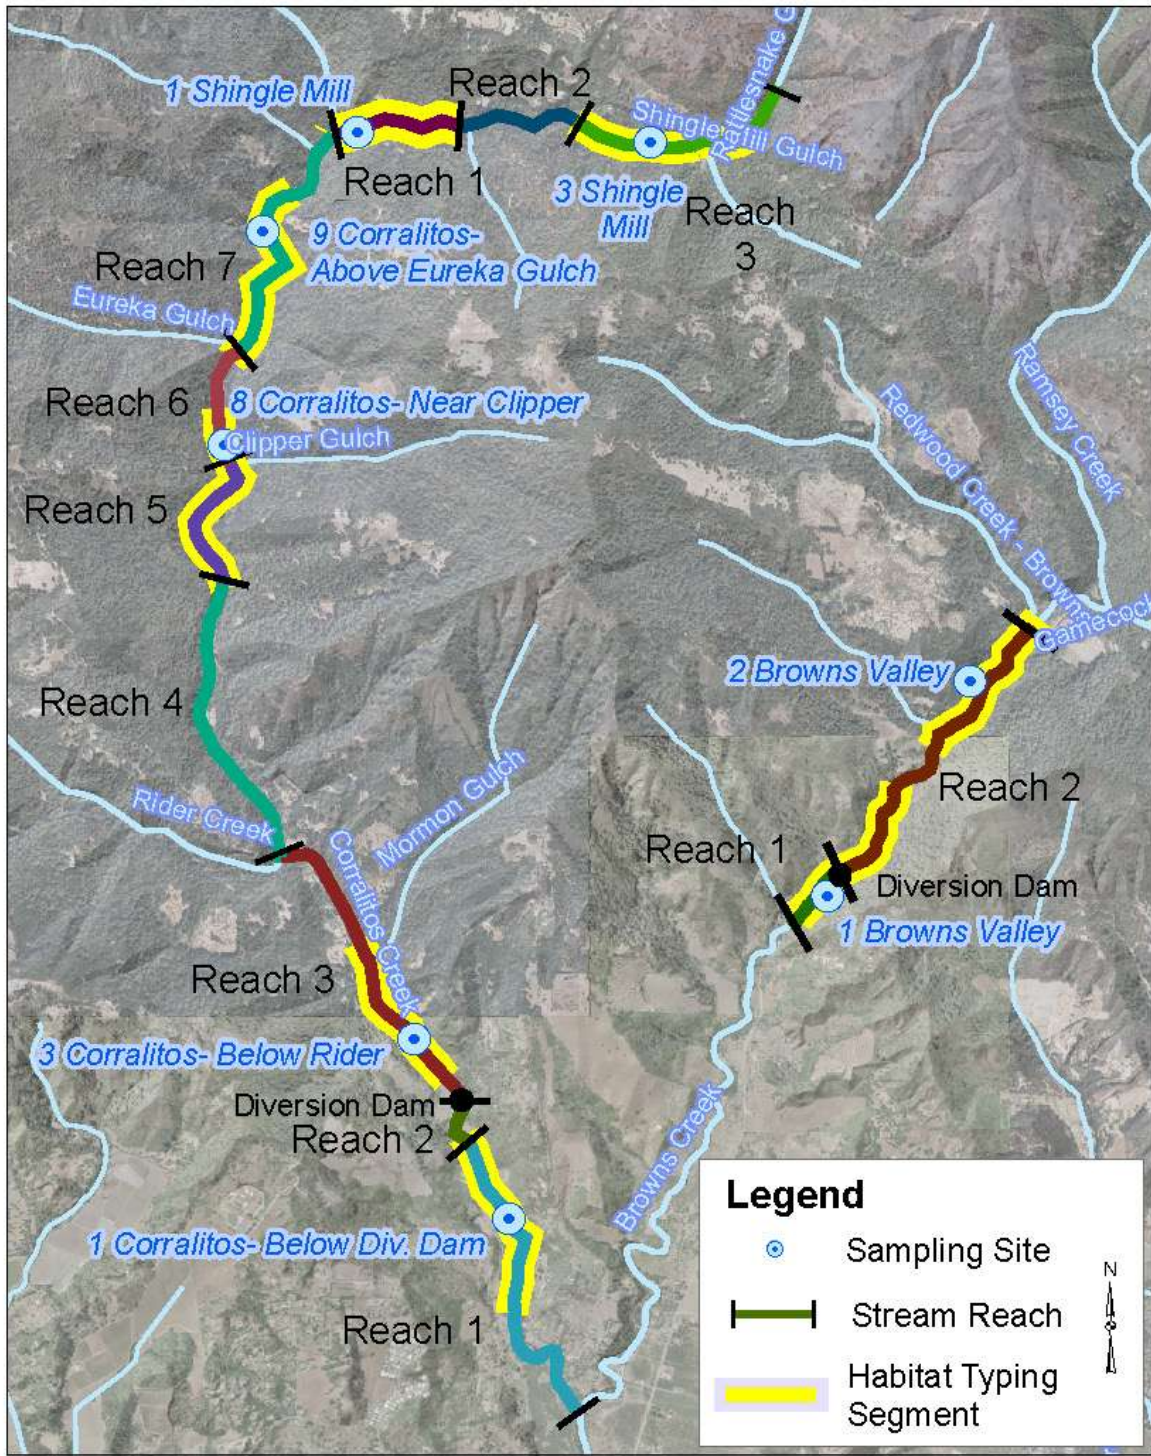 Rattlesnake G
Reach 2
1 Shingle Mill
Shingle Mill Gulch
Reach 1
3 Shingle
Mill
Reach
3
9 Corralitos-
Above Eureka Gulch
Reach 7
Eureka Gulch
Reach 6
8 Corralitos- Near Clipper
Clipper Gulch
Ramsey Creek
Redwood Creek - Browns
Reach 5
Gamecock
2 Browns Valley
Reach 4
Mormon Gulch
Reach 2
Rider Creek
Corralitos Creek
Reach 1
Diversion Dam
1 Browns Valley
Reach 3
3 Corralitos- Below Rider
Diversion Dam
Reach 2
Browns Creek
1 Corralitos- Below Div. Dam
Reach 1
Legend
Sampling Site
Stream Reach
Habitat Typing
Segment
N